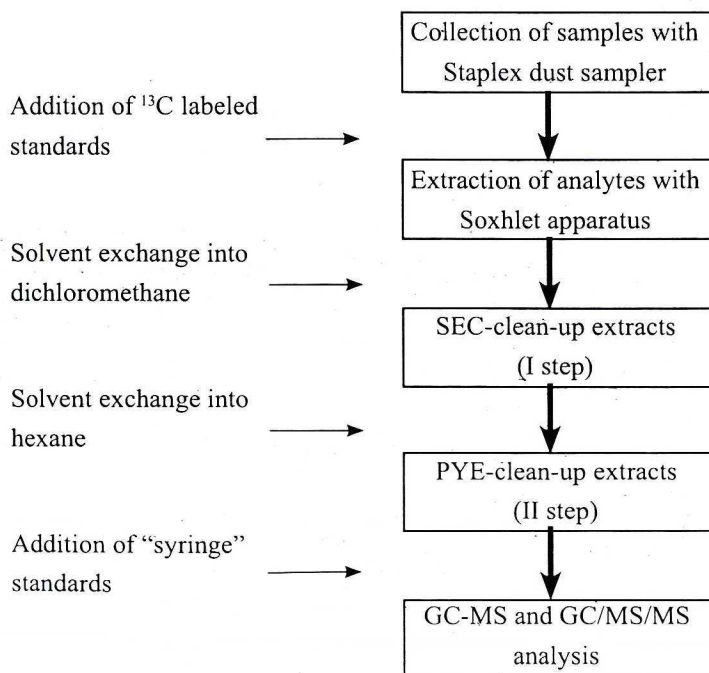 Collection of samples with
Staplex dust sampler
Addition of ¹³C labeled
standards
Extraction of analytes with
Soxhlet apparatus
Solvent exchange into
dichloromethane
SEC-clean-up extracts
(I step)
Solvent exchange into
hexane
PYE-clean-up extracts
(II step)
Addition of “syringe”
standards
GC-MS and GC/MS/MS
analysis